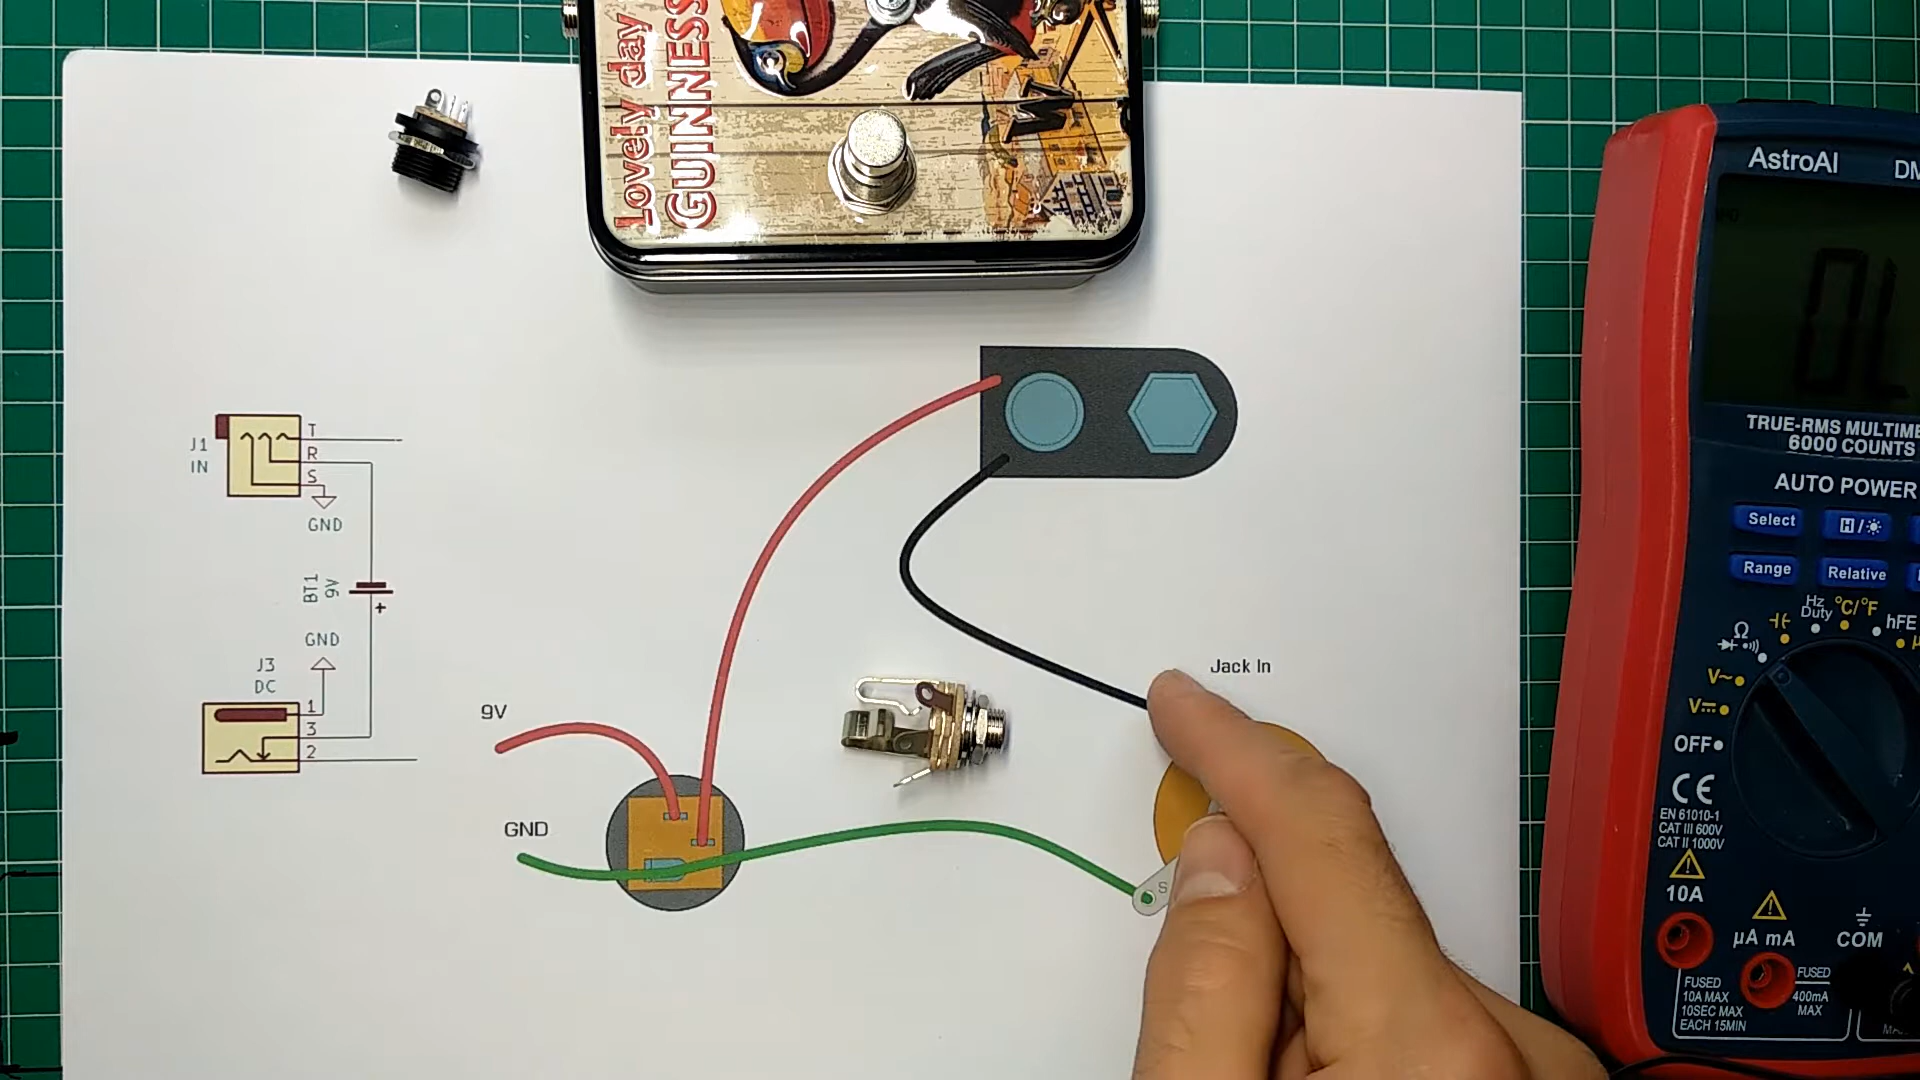 Lovely day
GUINNESS
AstroAI
DM
OL
TRUE-RMS MULTIME
6000 COUNTS
AUTO POWER
Select
H/
Range
Relative
Hz
Duty
°C/°F
hFE
Ω
V~
V
OFF
CE
EN 61010-1
CAT III 600V
CAT II 1000V
10A
µA mA
COM
FUSED
10A MAX
10SEC MAX
EACH 15MIN
FUSED
400mA
MAX
J1
IN
T
R
S
GND
BT1
9V
+
GND
J3
DC
1
3
2
9V
GND
Jack In
S